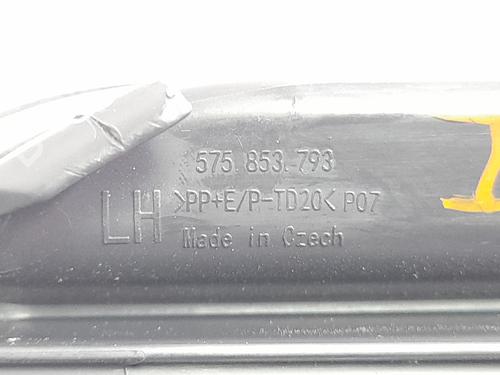 575.853.793
LH >PP+E/P-TD20< P07
Made in Czech